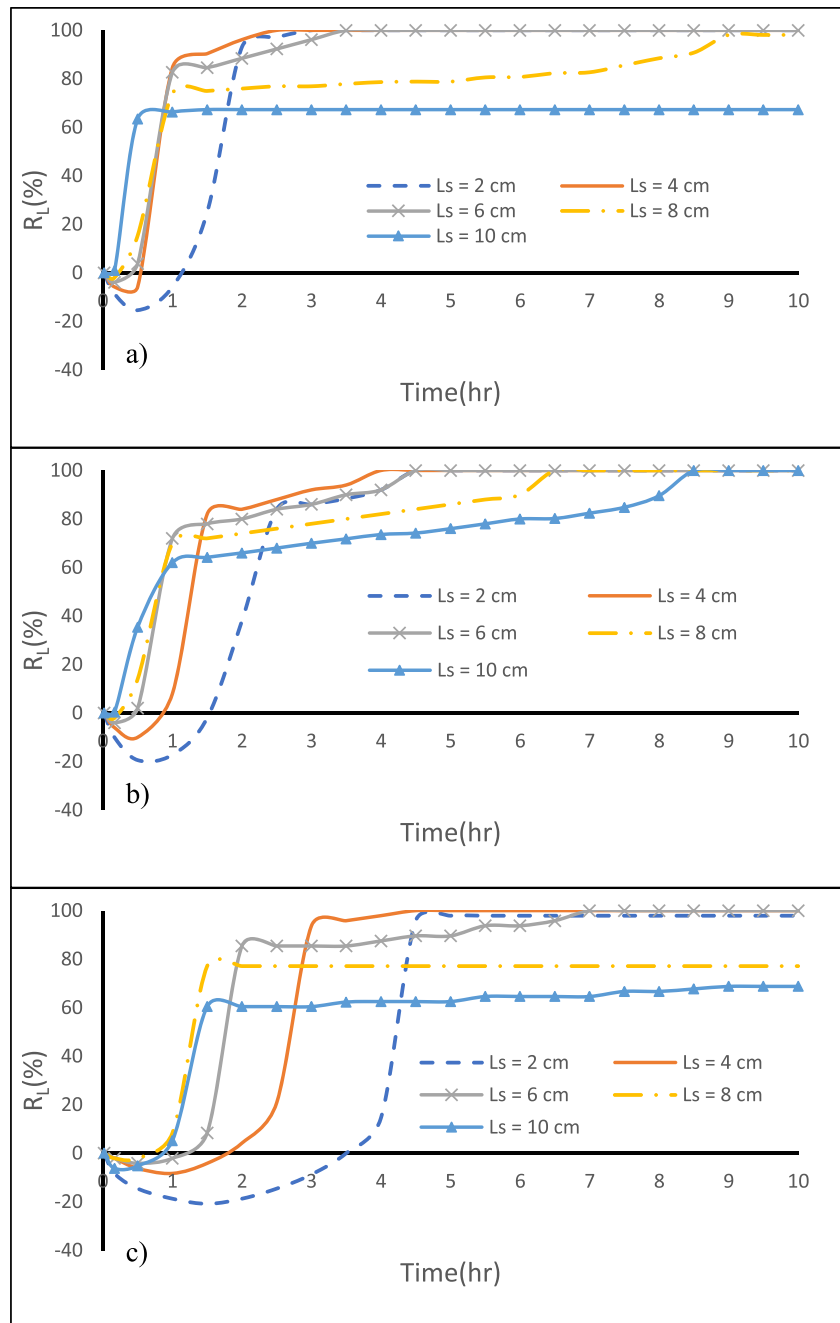 100
80
60
40
20
0
-20
-40
R_L(%)
Ls = 2 cm Ls = 4 cm
Ls = 6 cm Ls = 8 cm
Ls = 10 cm
0 1 2 3 4 5 6 7 8 9 10
a)
Time(hr)
100
80
60
40
20
0
-20
-40
R_L(%)
Ls = 2 cm Ls = 4 cm
Ls = 6 cm Ls = 8 cm
Ls = 10 cm
0 1 2 3 4 5 6 7 8 9 10
b)
Time(hr)
100
80
60
40
20
0
-20
-40
R_L(%)
Ls = 2 cm Ls = 4 cm
Ls = 6 cm Ls = 8 cm
Ls = 10 cm
0 1 2 3 4 5 6 7 8 9 10
c)
Time(hr)